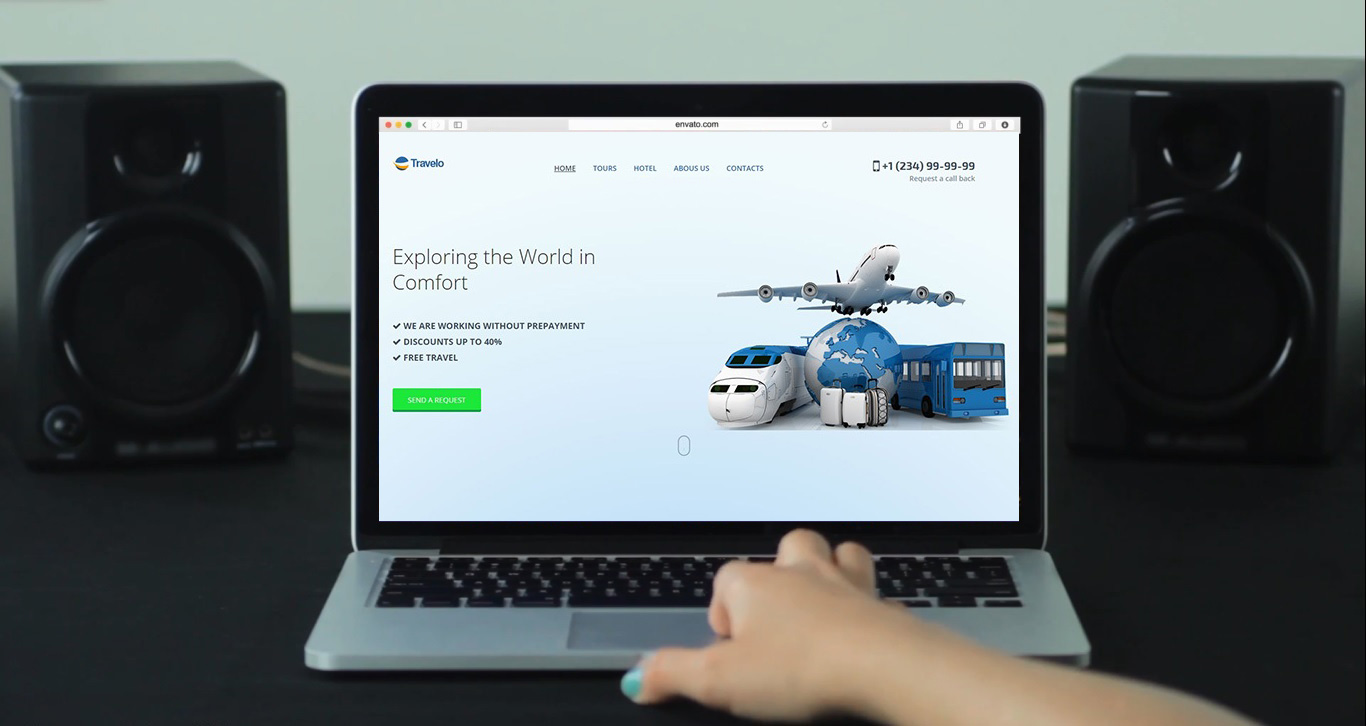 envato.com
Travelo
HOME TOURS HOTEL ABOUS US CONTACTS
+1 (234) 99-99-99
Request a call back
Exploring the World in
Comfort
WE ARE WORKING WITHOUT PREPAYMENT
DISCOUNTS UP TO 40%
FREE TRAVEL
SEND A REQUEST